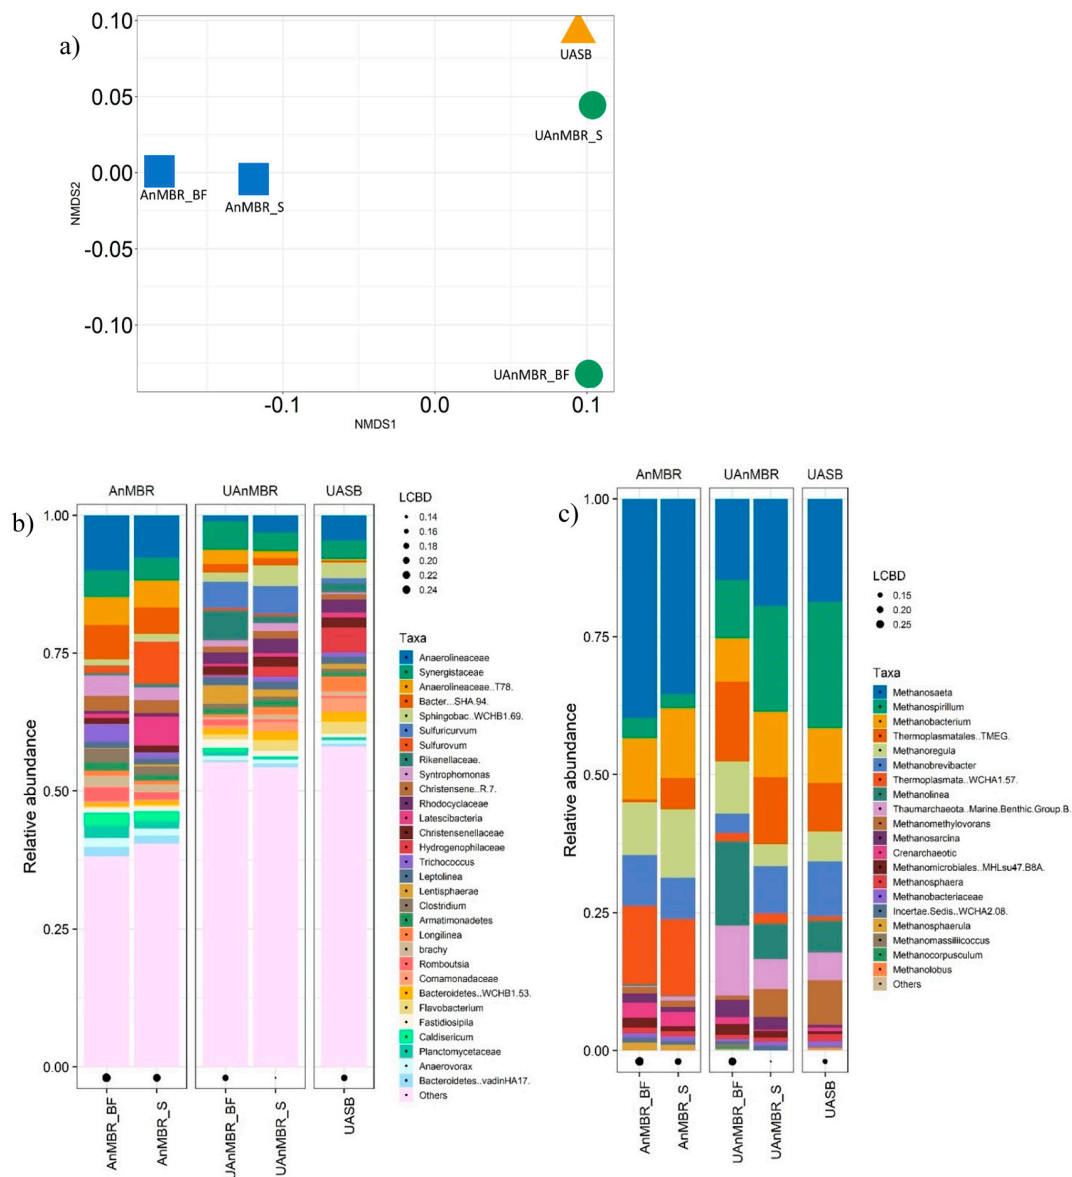 a)
0.10
0.05
0.00
-0.05
-0.10
NMDS2
UASB
UAnMBR_S
AnMBR_BF
AnMBR_S
UAnMBR_BF
-0.1
0.0
0.1
NMDS1
b)
AnMBR
UAnMBR
UASB
1.00
0.75
0.50
0.25
0.00
Relative abundance
AnMBR_BF
AnMBR_S
UAnMBR_BF
UAnMBR_S
UASB
LCBD
0.14
0.16
0.18
0.20
0.22
0.24
Taxa
Anaerolineaceae
Synergistaceae
Anaerolineaceae..T78.
Bacter...SHA.94.
Sphingobac..WCHB1.69.
Sulfuricurvum
Sulfurovum
Rikenellaceae.
Syntrophomonas
Christensene..R.7.
Rhodocyclaceae
Latescibacteria
Christensenellaceae
Hydrogenophilaceae
Trichococcus
Leptolinea
Lentisphaerae
Clostridium
Armatimonadetes
Longilinea
brachy
Romboutsia
Comamonadaceae
Bacteroidetes..WCHB1.53.
Flavobacterium
Fastidiosipila
Caldisericum
Planctomycetaceae
Anaerovorax
Bacteroidetes..vadinHA17.
Others
c)
AnMBR
UAnMBR
UASB
1.00
0.75
0.50
0.25
0.00
Relative abundance
AnMBR_BF
AnMBR_S
UAnMBR_BF
UAnMBR_S
UASB
LCBD
0.15
0.20
0.25
Taxa
Methanosaeta
Methanospirillum
Methanobacterium
Thermoplasmatales..TMEG.
Methanoregula
Methanobrevibacter
Thermoplasmata..WCHA1.57.
Methanolinea
Thaumarchaeota..Marine.Benthic.Group.B.
Methanomethylovorans
Methanosarcina
Crenarchaeotic
Methanomicrobiales..MHLsu47.B8A.
Methanosphaera
Methanobacteriaceae
Incertae.Sedis..WCHA2.08.
Methanosphaerula
Methanomassiliicoccus
Methanocorpusculum
Methanolobus
Others